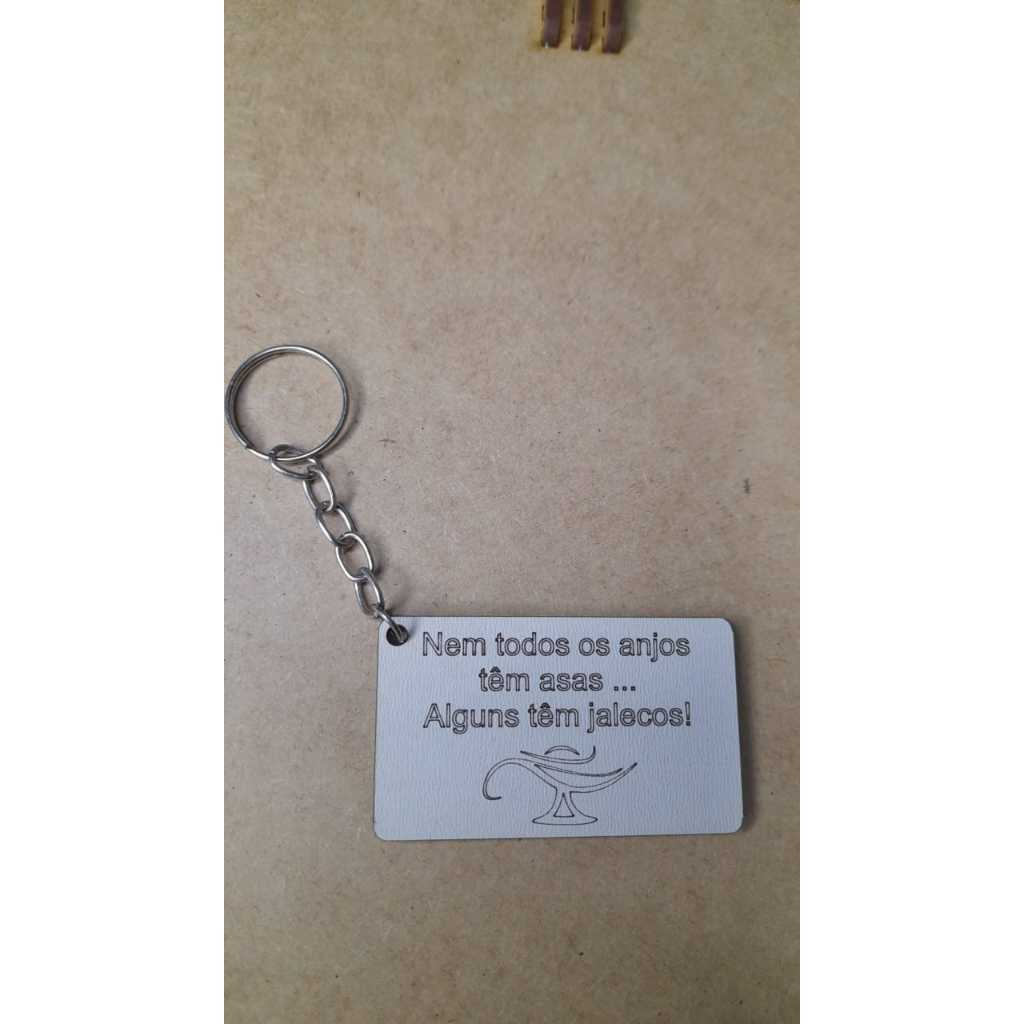 Nem todos os anjos
têm asas ...
Alguns têm jalecos!